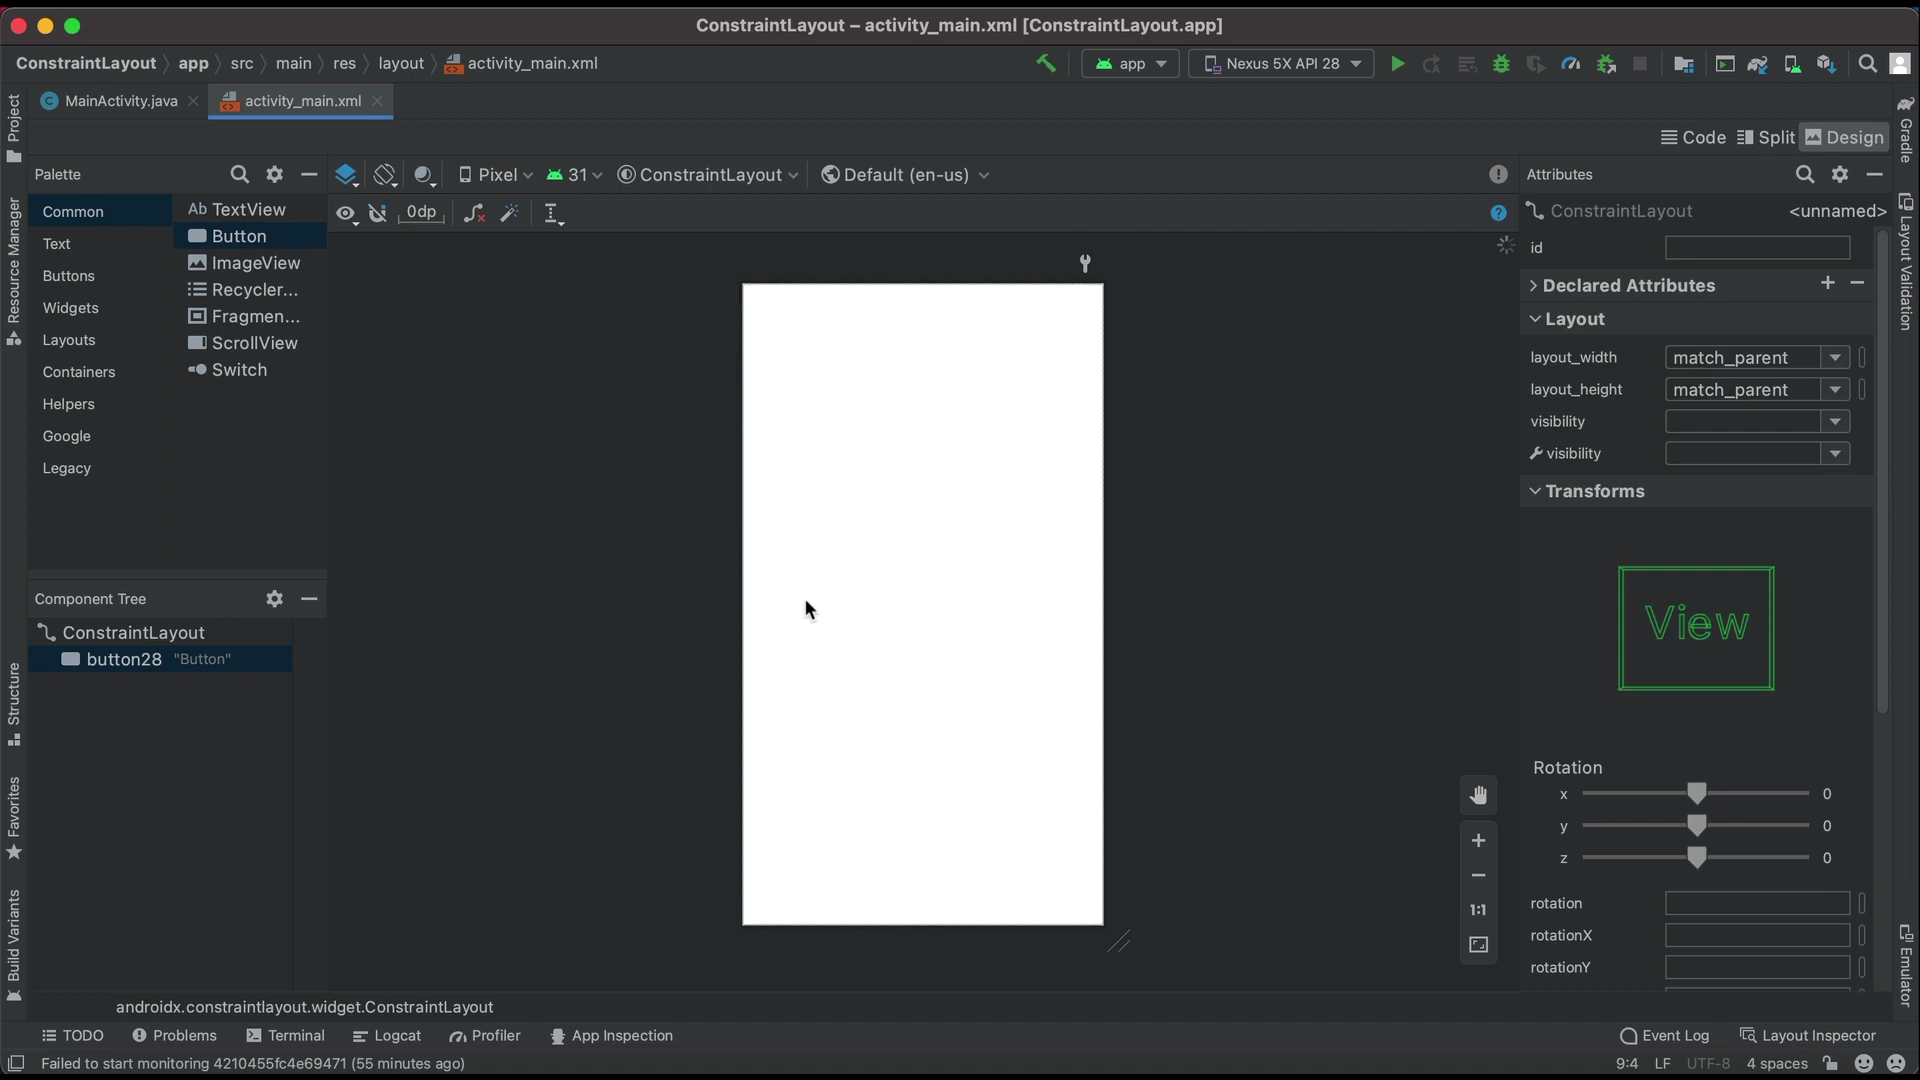 ConstraintLayout – activity_main.xml [ConstraintLayout.app]
ConstraintLayout app src main res layout activity_main.xml
app
Nexus 5X API 28
MainActivity.java
activity_main.xml
Code
Split
Design
Project
Resource Manager
Structure
Favorites
Build Variants
Palette
Common
Text
Buttons
Widgets
Layouts
Containers
Helpers
Google
Legacy
Ab TextView
Button
ImageView
Recycler...
Fragmen...
ScrollView
Switch
Component Tree
ConstraintLayout
button28 "Button"
Pixel
31
ConstraintLayout
Default (en-us)
0dp
1:1
Attributes
ConstraintLayout <unnamed>
id
Declared Attributes
Layout
layout_width match_parent
layout_height match_parent
visibility
visibility
Transforms
View
Rotation
x 0
y 0
z 0
rotation
rotationX
rotationY
Gradle
Layout Validation
Emulator
androidx.constraintlayout.widget.ConstraintLayout
TODO
Problems
Terminal
Logcat
Profiler
App Inspection
Event Log
Layout Inspector
Failed to start monitoring 4210455fc4e69471 (55 minutes ago)
9:4 LF UTF-8 4 spaces